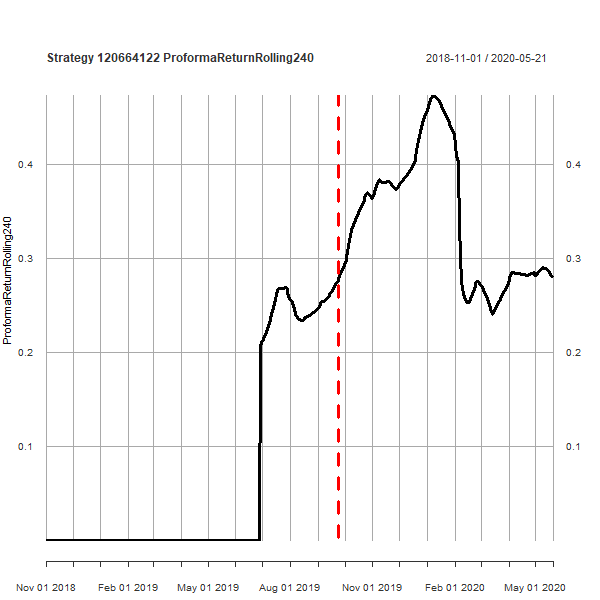 Strategy 120664122 ProformaReturnRolling240
2018-11-01 / 2020-05-21
ProformaReturnRolling240
0.4
0.4
0.3
0.3
0.2
0.2
0.1
0.1
Nov 01 2018
Feb 01 2019
May 01 2019
Aug 01 2019
Nov 01 2019
Feb 01 2020
May 01 2020